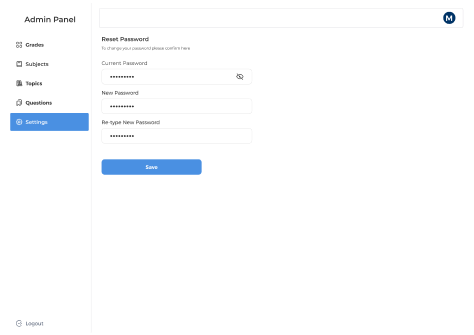 Admin Panel
M
Grades
Subjects
Topics
Questions
Settings
Reset Password
To change your password please confirm here
Current Password
•••••••••
New Password
•••••••••
Re-type New Password
•••••••••
Save
Logout